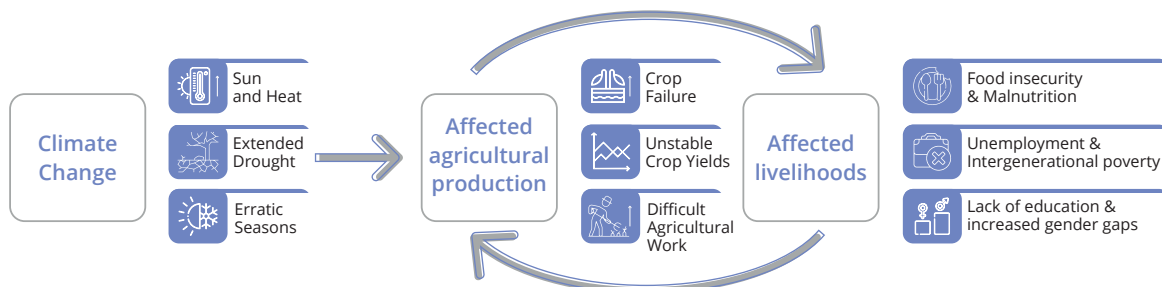 Climate
Change
Sun
and Heat
Extended
Drought
Erratic
Seasons
Affected
agricultural
production
Crop
Failure
Unstable
Crop Yields
Difficult
Agricultural
Work
Affected
livelihoods
Food insecurity
& Malnutrition
Unemployment &
Intergenerational poverty
Lack of education &
increased gender gaps